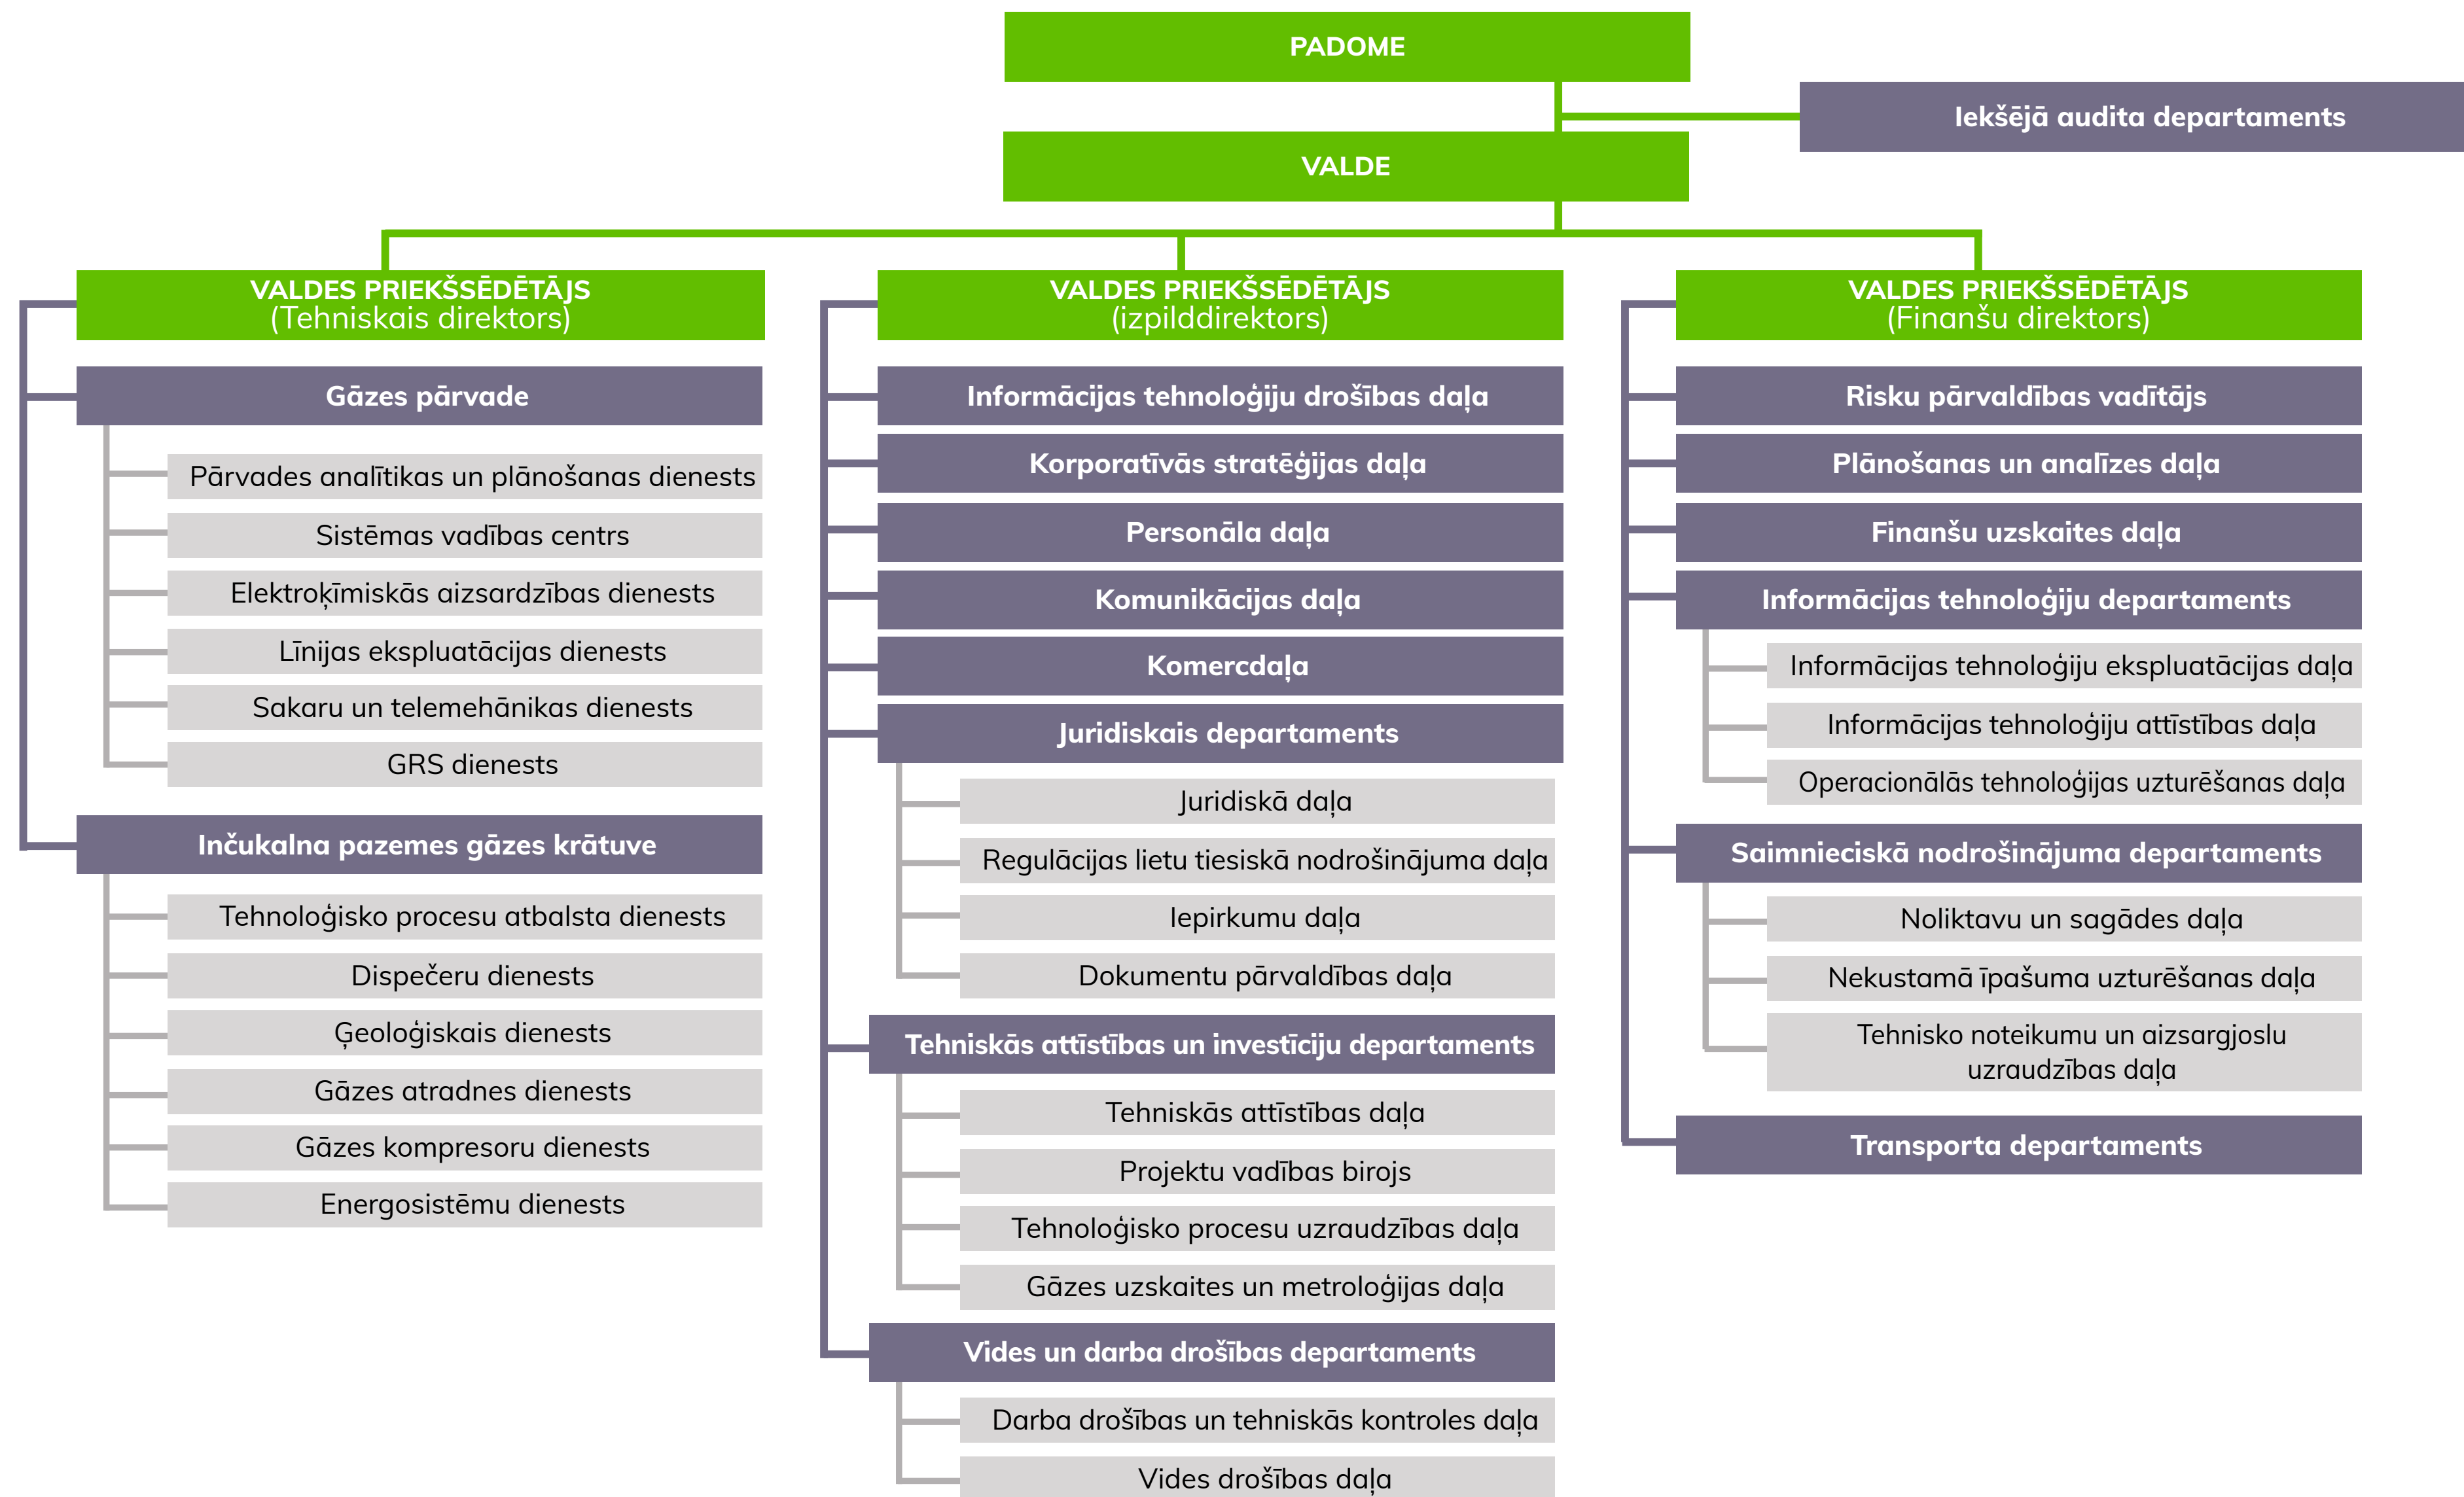 PADOME
Iekšējā audita departaments
VALDE
VALDES PRIEKŠSĒDĒTĀJS
(Tehniskais direktors)
Gāzes pārvade
Pārvades analītikas un plānošanas dienests
Sistēmas vadības centrs
Elektroķīmiskās aizsardzības dienests
Līnijas ekspluatācijas dienests
Sakaru un telemehānikas dienests
GRS dienests
Inčukalna pazemes gāzes krātuve
Tehnoloģisko procesu atbalsta dienests
Dispečeru dienests
Ģeoloģiskais dienests
Gāzes atradnes dienests
Gāzes kompresoru dienests
Energosistēmu dienests
VALDES PRIEKŠSĒDĒTĀJS
(izpilddirektors)
Informācijas tehnoloģiju drošības daļa
Korporatīvās stratēģijas daļa
Personāla daļa
Komunikācijas daļa
Komercdaļa
Juridiskais departaments
Juridiskā daļa
Regulācijas lietu tiesiskā nodrošinājuma daļa
Iepirkumu daļa
Dokumentu pārvaldības daļa
Tehniskās attīstības un investīciju departaments
Tehniskās attīstības daļa
Projektu vadības birojs
Tehnoloģisko procesu uzraudzības daļa
Gāzes uzskaites un metroloģijas daļa
Vides un darba drošības departaments
Darba drošības un tehniskās kontroles daļa
Vides drošības daļa
VALDES PRIEKŠSĒDĒTĀJS
(Finanšu direktors)
Risku pārvaldības vadītājs
Plānošanas un analīzes daļa
Finanšu uzskaites daļa
Informācijas tehnoloģiju departaments
Informācijas tehnoloģiju ekspluatācijas daļa
Informācijas tehnoloģiju attīstības daļa
Operacionālās tehnoloģijas uzturēšanas daļa
Saimnieciskā nodrošinājuma departaments
Noliktavu un sagādes daļa
Nekustamā īpašuma uzturēšanas daļa
Tehnisko noteikumu un aizsargjoslu
uzraudzības daļa
Transporta departaments